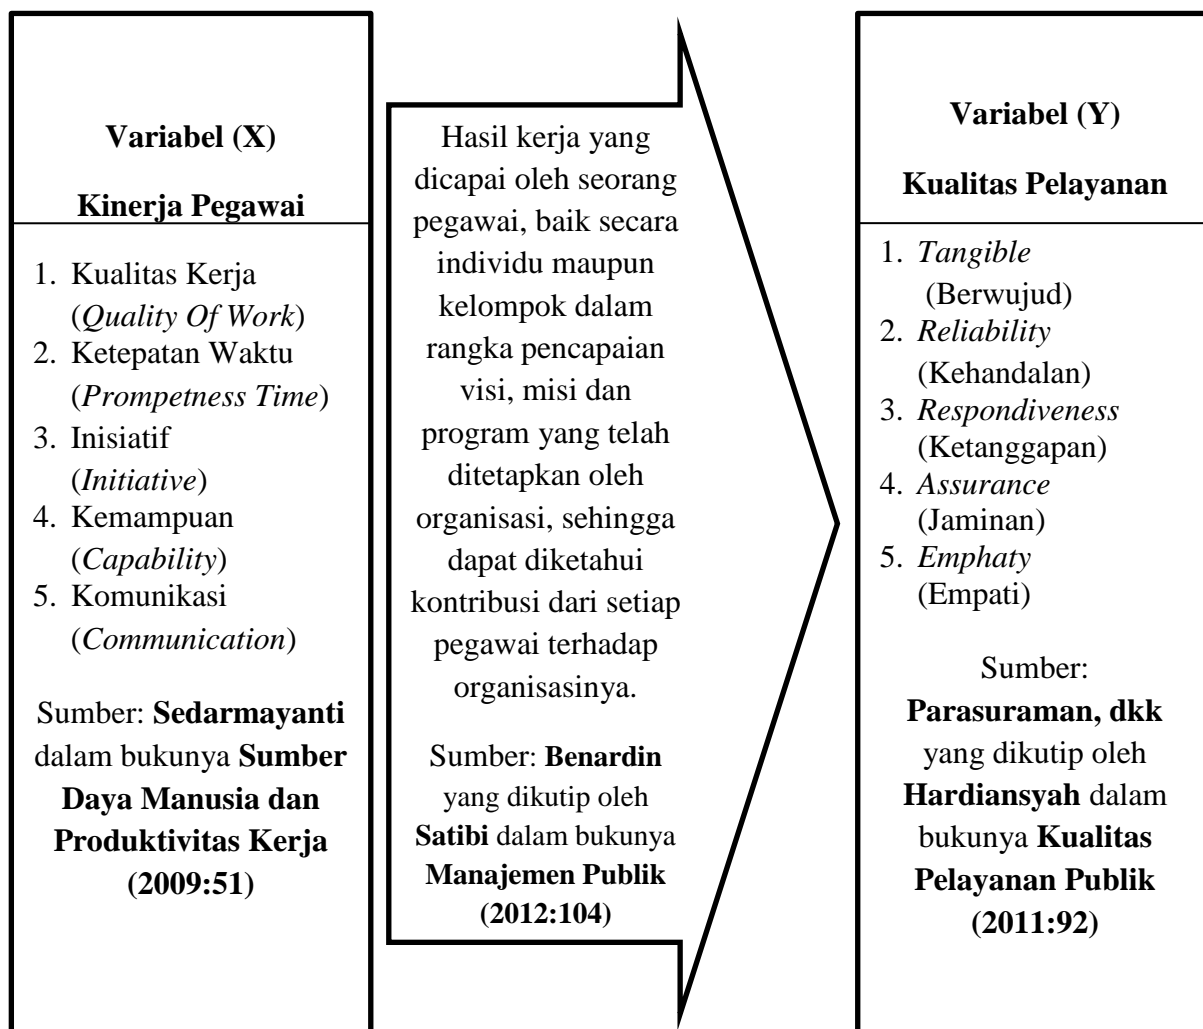 Variabel (X)
Kinerja Pegawai
1. Kualitas Kerja
(Quality Of Work)
2. Ketepatan Waktu
(Prompetness Time)
3. Inisiatif
(Initiative)
4. Kemampuan
(Capability)
5. Komunikasi
(Communication)
Sumber: Sedarmayanti
dalam bukunya Sumber
Daya Manusia dan
Produktivitas Kerja
(2009:51)
Hasil kerja yang
dicapai oleh seorang
pegawai, baik secara
individu maupun
kelompok dalam
rangka pencapaian
visi, misi dan
program yang telah
ditetapkan oleh
organisasi, sehingga
dapat diketahui
kontribusi dari setiap
pegawai terhadap
organisasinya.
Sumber: Benardin
yang dikutip oleh
Satibi dalam bukunya
Manajemen Publik
(2012:104)
Variabel (Y)
Kualitas Pelayanan
1. Tangible
(Berwujud)
2. Reliability
(Kehandalan)
3. Respondiveness
(Ketanggapan)
4. Assurance
(Jaminan)
5. Emphaty
(Empati)
Sumber:
Parasuraman, dkk
yang dikutip oleh
Hardiansyah dalam
bukunya Kualitas
Pelayanan Publik
(2011:92)